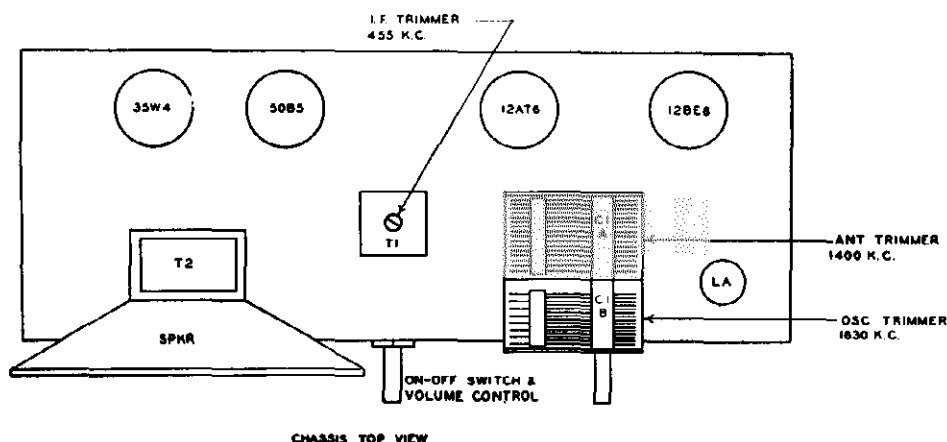 I.F. TRIMMER
455 K.C.
35W4
50B5
12AT6
12BE6
C1
A
T1
ANT TRIMMER
1400 K.C.
T2
LA
C1
B
OSC TRIMMER
1630 K.C.
SPKR
ON-OFF SWITCH &
VOLUME CONTROL
CHASSIS TOP VIEW